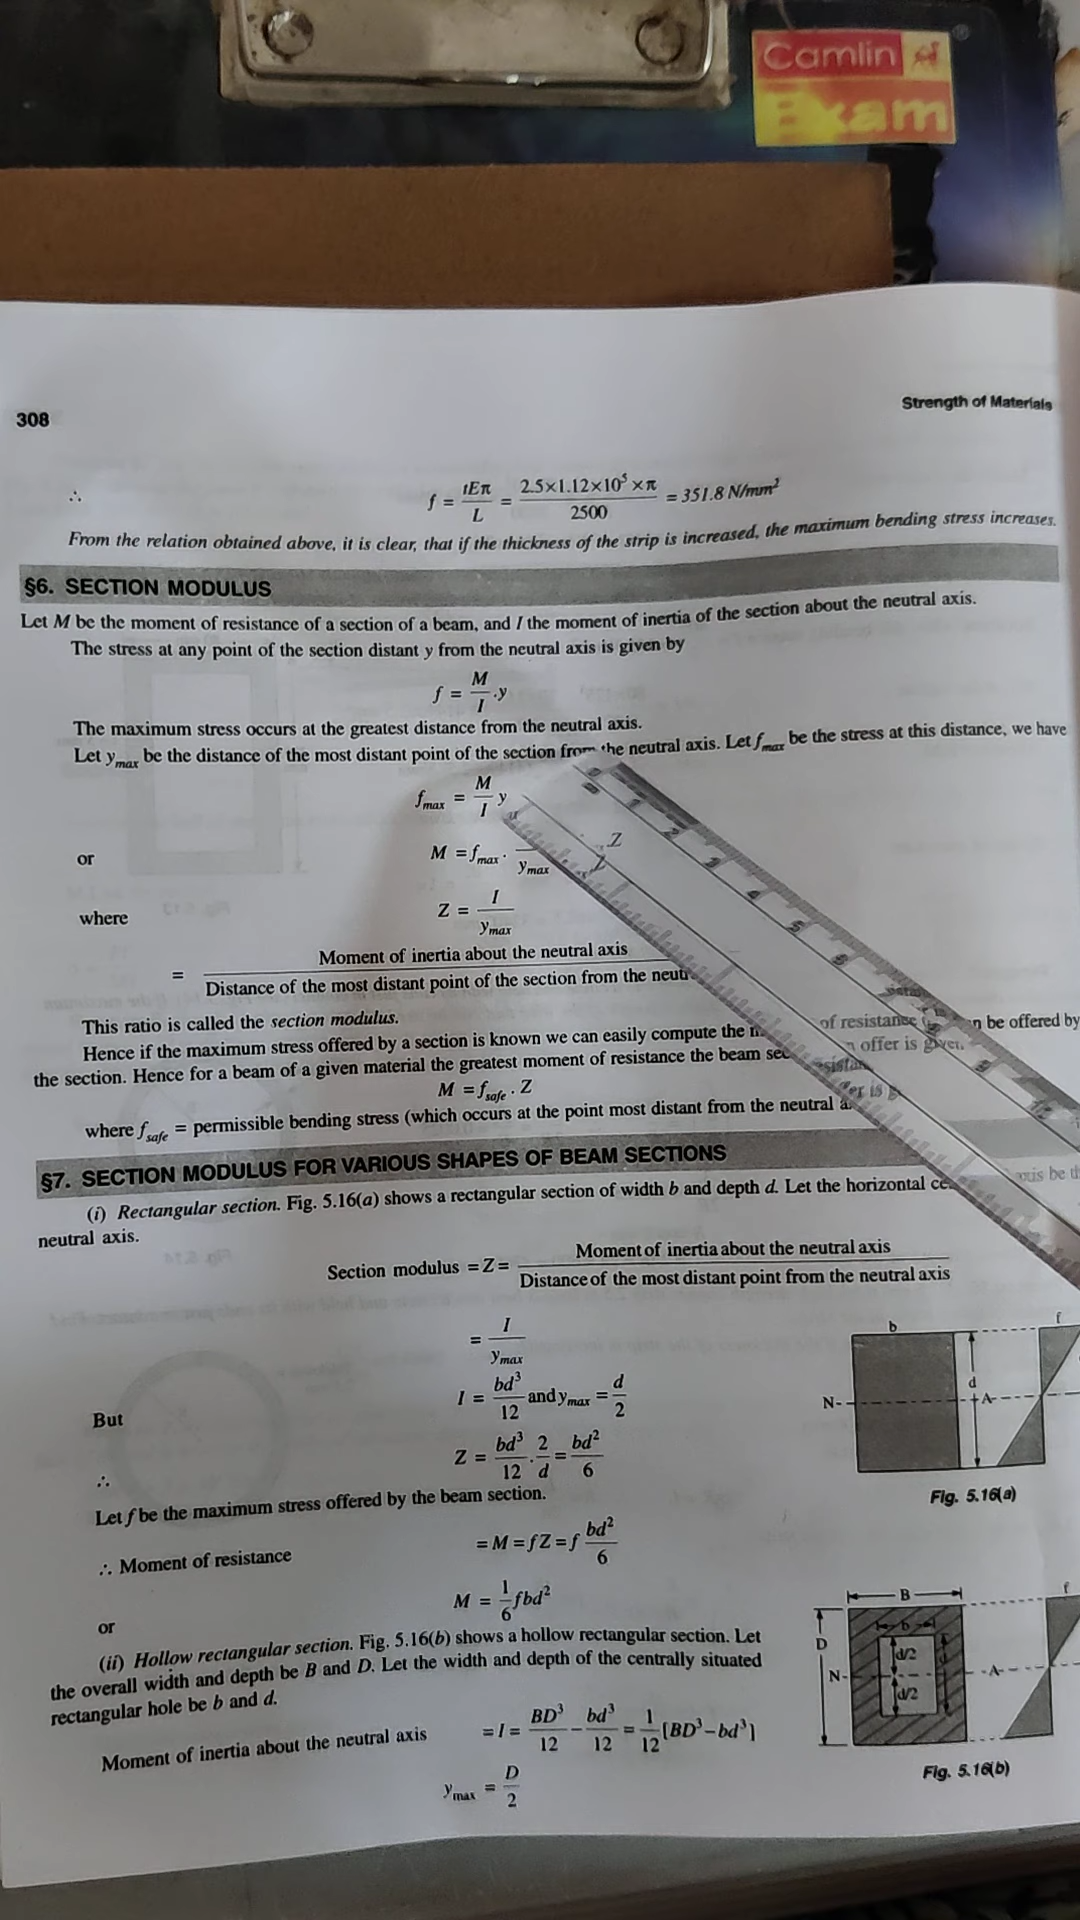 Camlin
Exam
308
Strength of Materials
∴ f = tEπ / L = 2.5×1.12×10⁵×π / 2500 = 351.8 N/mm²
From the relation obtained above, it is clear, that if the thickness of the strip is increased, the maximum bending stress increases.
§6. SECTION MODULUS
Let M be the moment of resistance of a section of a beam, and I the moment of inertia of the section about the neutral axis.
The stress at any point of the section distant y from the neutral axis is given by
f = M / I .y
The maximum stress occurs at the greatest distance from the neutral axis.
Let y_max be the distance of the most distant point of the section from the neutral axis. Let f_max be the stress at this distance, we have
f_max = M / I y
or M = f_max . / y_max Z
where Z = I / y_max
= Moment of inertia about the neutral axis / Distance of the most distant point of the section from the
This ratio is called the section modulus.
Hence if the maximum stress offered by a section is known we can easily compute the of resistance be offered by
the section. Hence for a beam of a given material the greatest moment of resistance the beam offer is given.
M = f_safe . Z
where f_safe = permissible bending stress (which occurs at the point most distant from the neutral
§7. SECTION MODULUS FOR VARIOUS SHAPES OF BEAM SECTIONS
(i) Rectangular section. Fig. 5.16(a) shows a rectangular section of width b and depth d. Let the horizontal be
neutral axis.
Section modulus = Z = Moment of inertia about the neutral axis / Distance of the most distant point from the neutral axis
= I / y_max
But I = bd³ / 12 and y_max = d / 2
∴ Z = bd³ / 12 . 2 / d = bd² / 6
Let f be the maximum stress offered by the beam section.
∴ Moment of resistance = M = fZ = f bd² / 6
or M = 1/6 fbd²
b
f
d
N A
Fig. 5.16(a)
(ii) Hollow rectangular section. Fig. 5.16(b) shows a hollow rectangular section. Let
the overall width and depth be B and D. Let the width and depth of the centrally situated
rectangular hole be b and d.
Moment of inertia about the neutral axis = I = BD³ / 12 − bd³ / 12 = 1 / 12 [BD³−bd³]
y_max = D / 2
B
f
b
D
d/2
N A
d/2
Fig. 5.16(b)
0 1 2 3 4 5 6 9 10